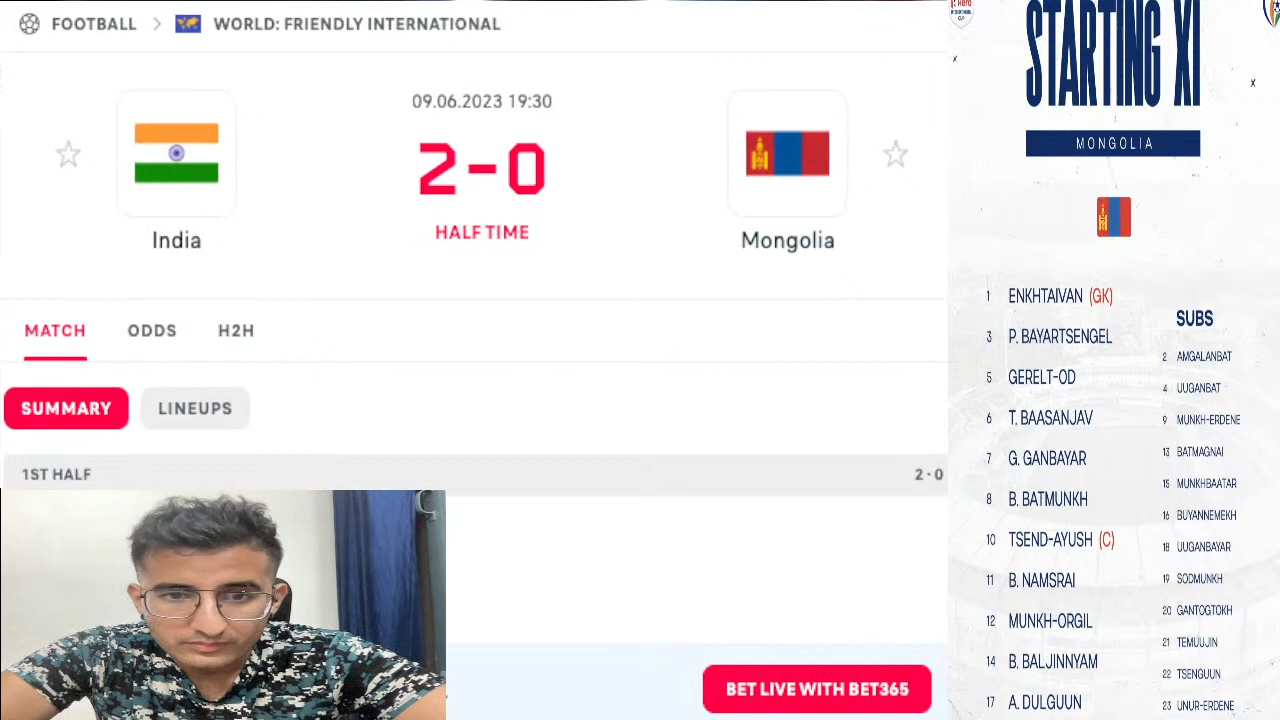 FOOTBALL > WORLD: FRIENDLY INTERNATIONAL
09.06.2023 19:30
2-0
HALF TIME
India
Mongolia
MATCH
ODDS
H2H
SUMMARY
LINEUPS
1ST HALF
2 - 0
BET LIVE WITH BET365
Hero
CUP
STARTING XI
MONGOLIA
1 ENKHTAIVAN (GK)
3 P. BAYARTSENGEL
5 GERELT-OD
6 T. BAASANJAV
7 G. GANBAYAR
8 B. BATMUNKH
10 TSEND-AYUSH (C)
11 B. NAMSRAI
12 MUNKH-ORGIL
14 B. BALJINNYAM
17 A. DULGUUN
SUBS
2 AMGALANBAT
4 UUGANBAT
9 MUNKH-ERDENE
13 BATMAGNAI
15 MUNKHBAATAR
16 BUYANNEMEKH
18 UUGANBAYAR
19 SODMUNKH
20 GANTOGTOKH
21 TEMUUJIN
22 TSENGUUN
23 UNUR-ERDENE